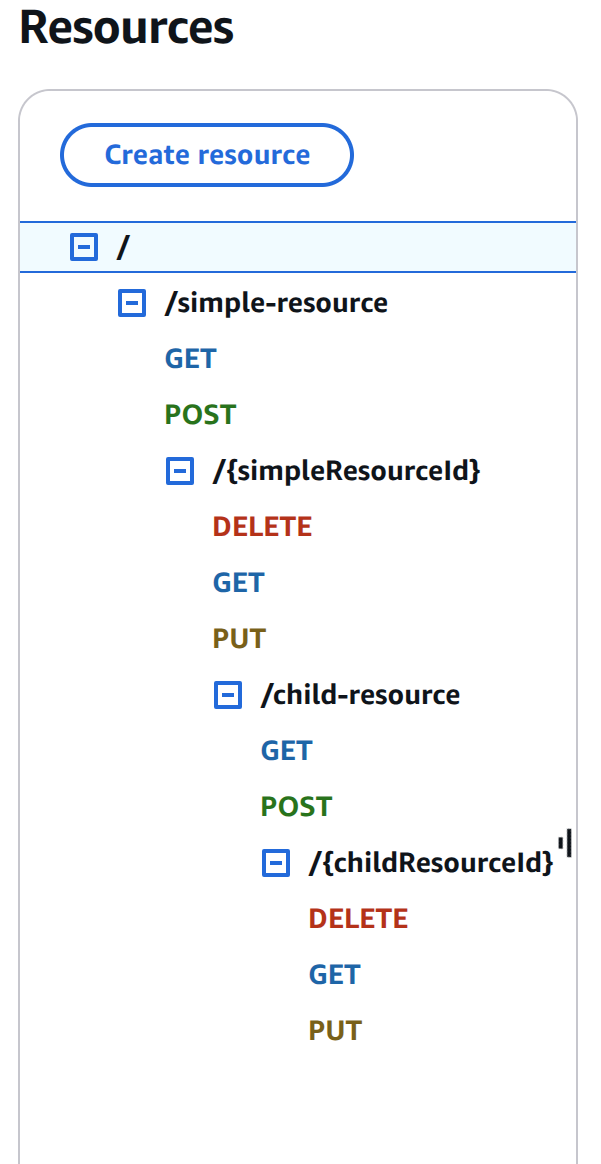 Resources
Create resource
/
/simple-resource
GET
POST
/{simpleResourceId}
DELETE
GET
PUT
/child-resource
GET
POST
/{childResourceId}
DELETE
GET
PUT